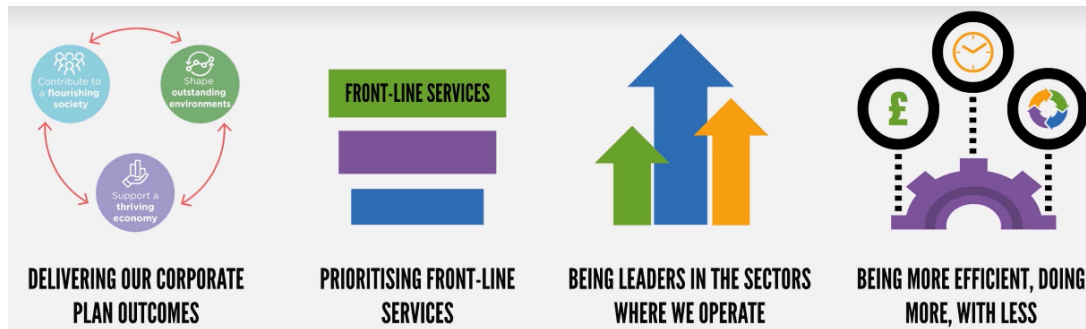 Contribute to
a flourishing
society
Shape
outstanding
environments
Support a
thriving
economy
FRONT-LINE SERVICES
£
DELIVERING OUR CORPORATE
PLAN OUTCOMES
PRIORITISING FRONT-LINE
SERVICES
BEING LEADERS IN THE SECTORS
WHERE WE OPERATE
BEING MORE EFFICIENT, DOING
MORE, WITH LESS